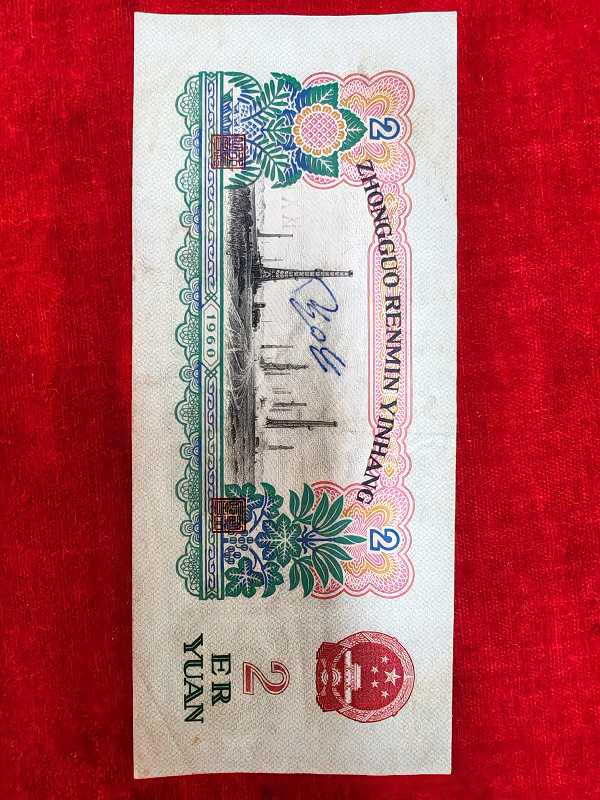 ZHONGGUO RENMIN YINHANG
2
2
1960
2
ER
YUAN